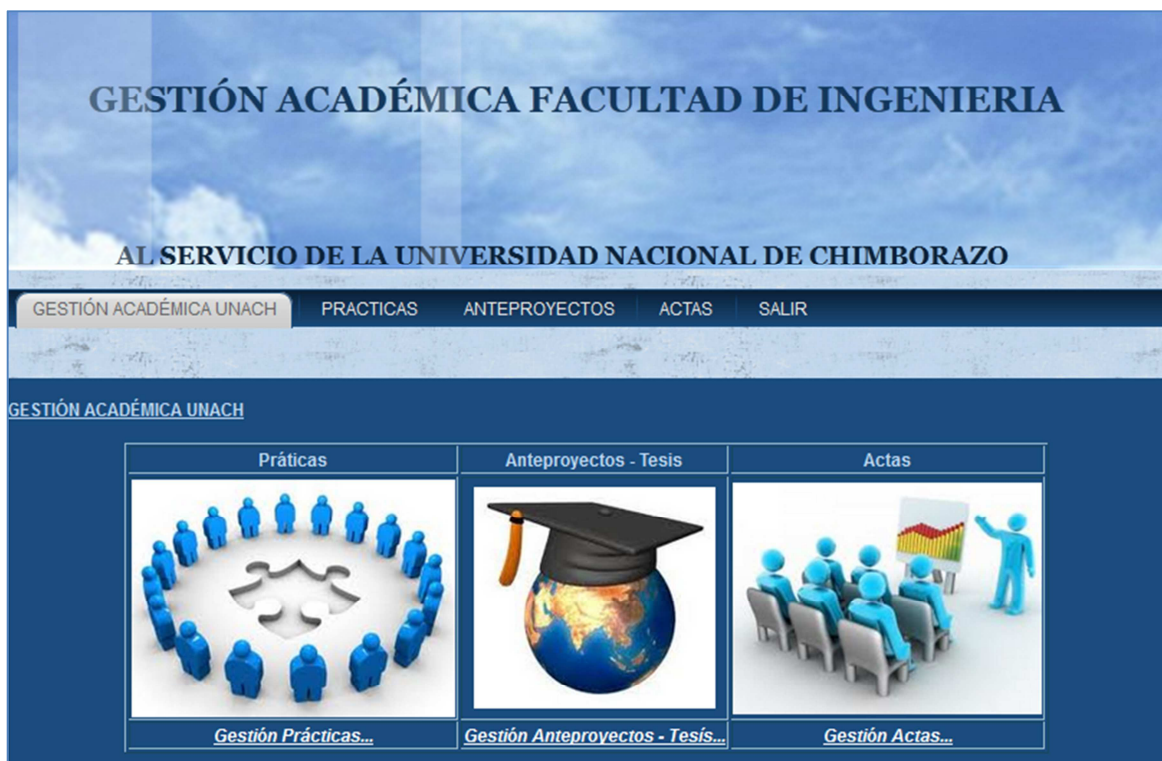 GESTIÓN ACADÉMICA FACULTAD DE INGENIERIA
AL SERVICIO DE LA UNIVERSIDAD NACIONAL DE CHIMBORAZO
GESTIÓN ACADÉMICA UNACH PRACTICAS ANTEPROYECTOS ACTAS SALIR
GESTIÓN ACADÉMICA UNACH
Práticas Anteproyectos - Tesis Actas
Gestión Prácticas... Gestión Anteproyectos - Tesís... Gestión Actas...